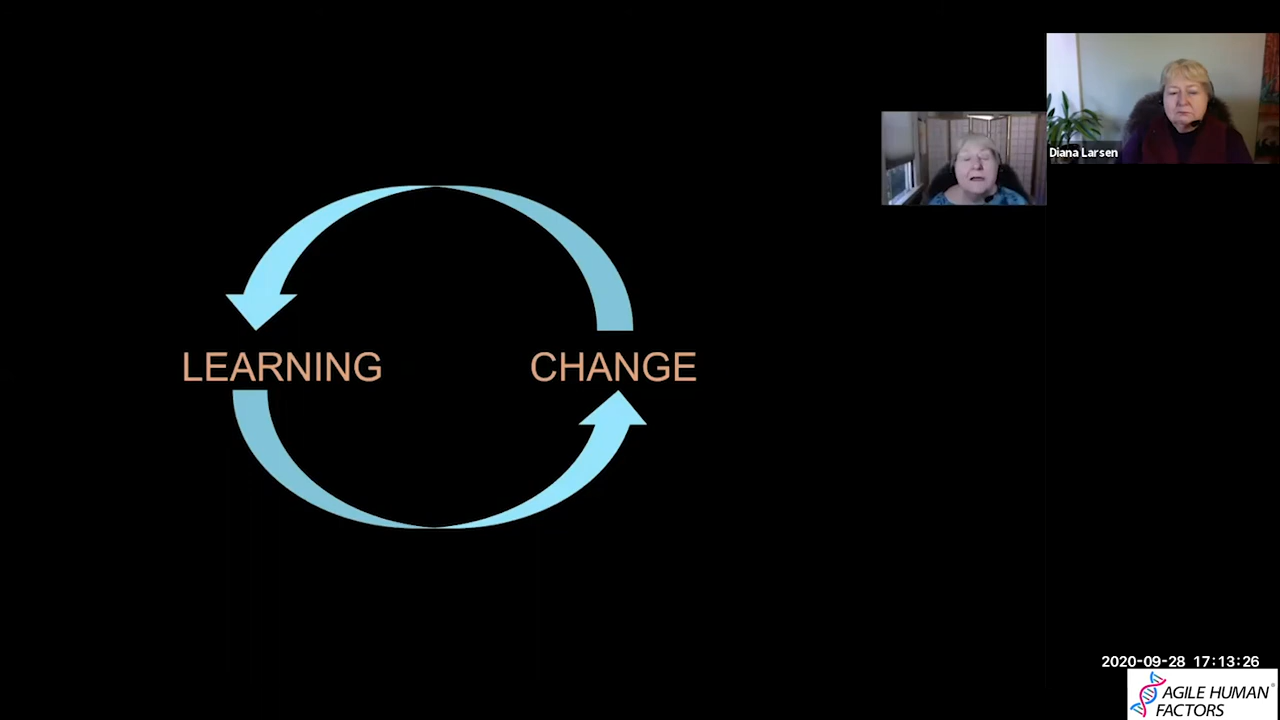 Diana Larsen
LEARNING
CHANGE
2020-09-28 17:13:26
AGILE HUMAN
FACTORS